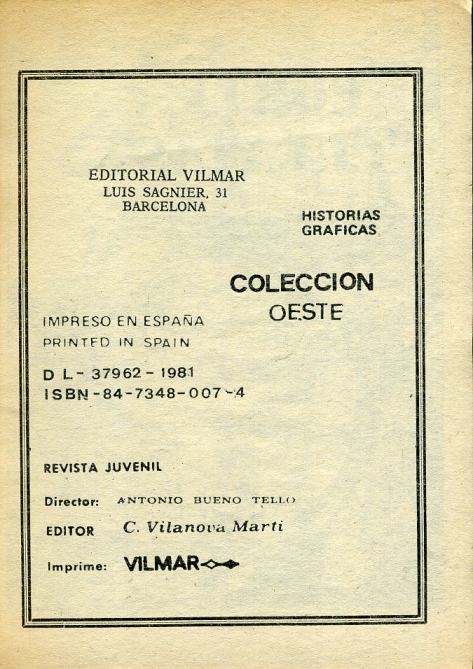 EDITORIAL VILMAR
LUIS SAGNIER, 31
BARCELONA
HISTORIAS
GRAFICAS
COLECCION
OESTE
IMPRESO EN ESPAÑA
PRINTED IN SPAIN
D L - 37962 - 1981
ISBN - 84-7348-007-4
REVISTA JUVENIL
Director: ANTONIO BUENO TELLO
EDITOR C. Vilanova Marti
Imprime: VILMAR